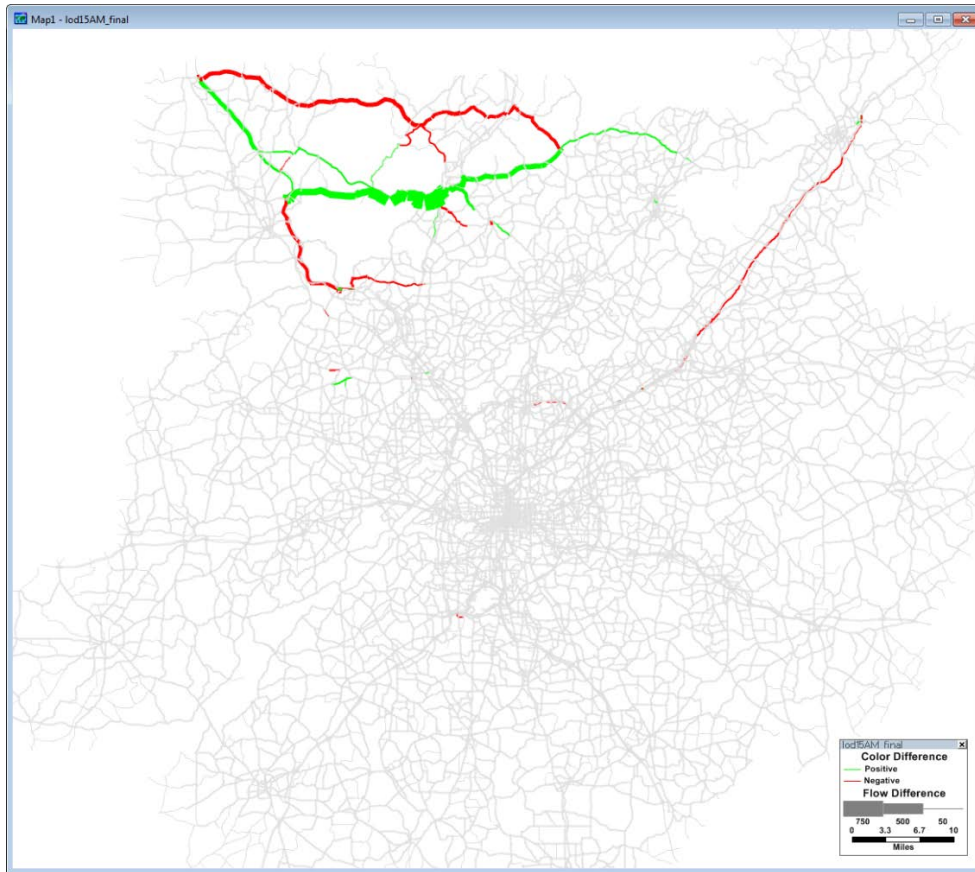 Map1 - lod15AM_final
lod15AM_final
Color Difference
Positive
Negative
Flow Difference
750 500 50
0 3.3 6.7 10
Miles